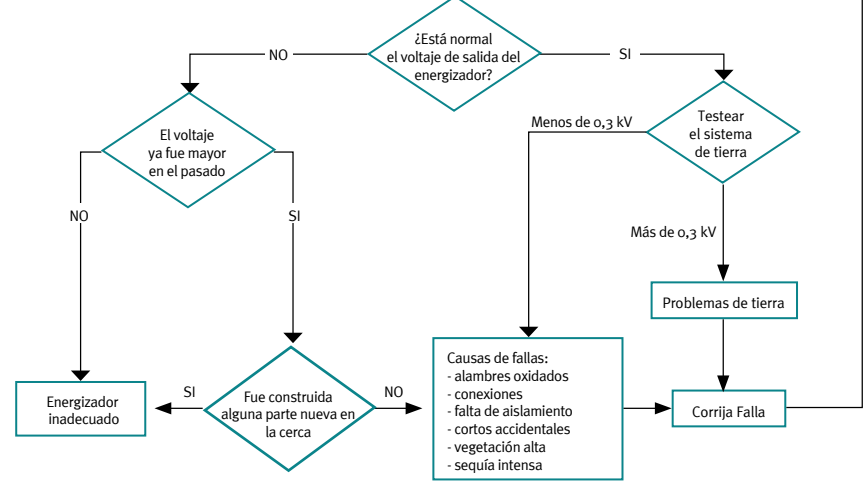 ¿Está normal
el voltaje de salida del
energizador?
NO
SI
El voltaje
ya fue mayor
en el pasado
Menos de 0,3 kV
Testear
el sistema
de tierra
NO
SI
Más de 0,3 kV
Problemas de tierra
Energizador
inadecuado
SI
Fue construida
alguna parte nueva en
la cerca
NO
Causas de fallas:
- alambres oxidados
- conexiones
- falta de aislamiento
- cortos accidentales
- vegetación alta
- sequía intensa
Corrija Falla